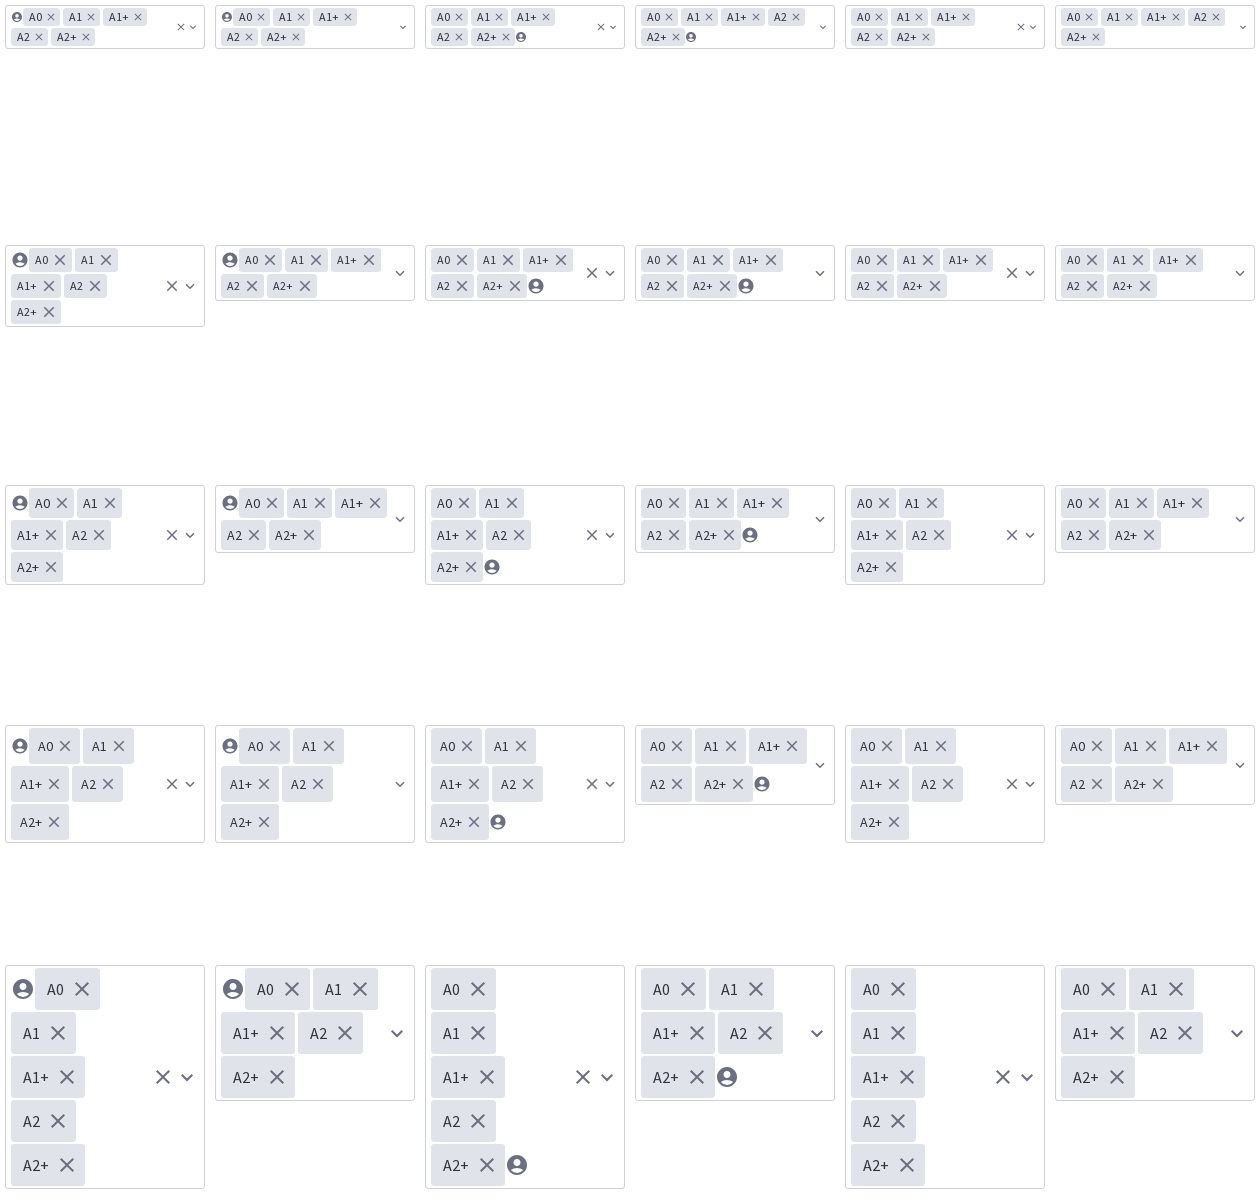 A0 A1 A1+ A0 A1 A1+ A0 A1 A1+ A0 A1 A1+ A2 A0 A1 A1+ A0 A1 A1+ A2
A2 A2+ A2 A2+ A2 A2+ A2+ A2 A2+ A2+
A0 A1 A0 A1 A1+ A0 A1 A1+ A0 A1 A1+ A0 A1 A1+ A0 A1 A1+
A1+ A2 A2 A2+ A2 A2+ A2 A2+ A2 A2+ A2 A2+
A2+
A0 A1 A0 A1 A1+ A0 A1 A0 A1 A1+ A0 A1 A0 A1 A1+
A1+ A2 A2 A2+ A1+ A2 A2 A2+ A1+ A2 A2 A2+
A2+ A2+ A2+
A0 A1 A0 A1 A0 A1 A0 A1 A1+ A0 A1 A0 A1 A1+
A1+ A2 A1+ A2 A1+ A2 A2 A2+ A1+ A2 A2 A2+
A2+ A2+ A2+ A2+
A0 A0 A1 A0 A0 A1 A0 A0 A1
A1 A1+ A2 A1 A1+ A2 A1 A1+ A2
A1+ A2+ A1+ A2+ A1+ A2+
A2 A2 A2
A2+ A2+ A2+